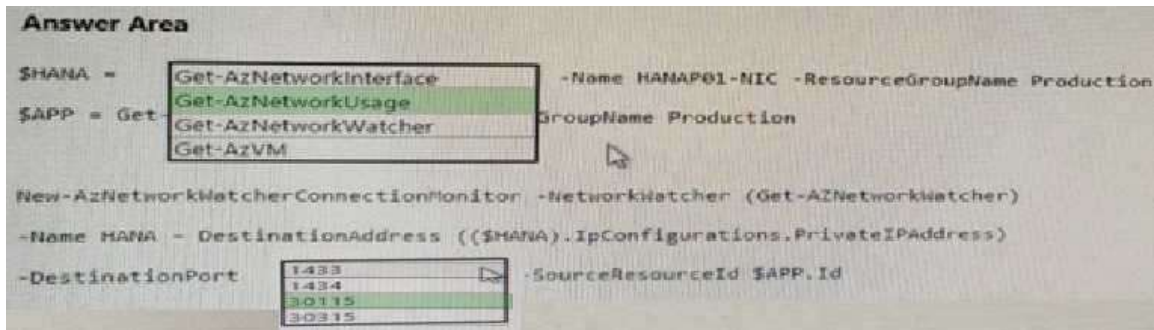 Answer Area
$HANA = Get-AzNetworkInterface -Name HANAP01-NIC -ResourceGroupName Production
Get-AzNetworkUsage
$APP = Get- GroupName Production
Get-AzNetworkWatcher
Get-AzVM
New-AzNetworkWatcherConnectionMonitor -NetworkWatcher (Get-AZNetworkWatcher)
-Name HANA - DestinationAddress (($HANA).IpConfigurations.PrivateIPAddress)
-DestinationPort 1433 -SourceResourceId $APP.Id
1434
30115
30315